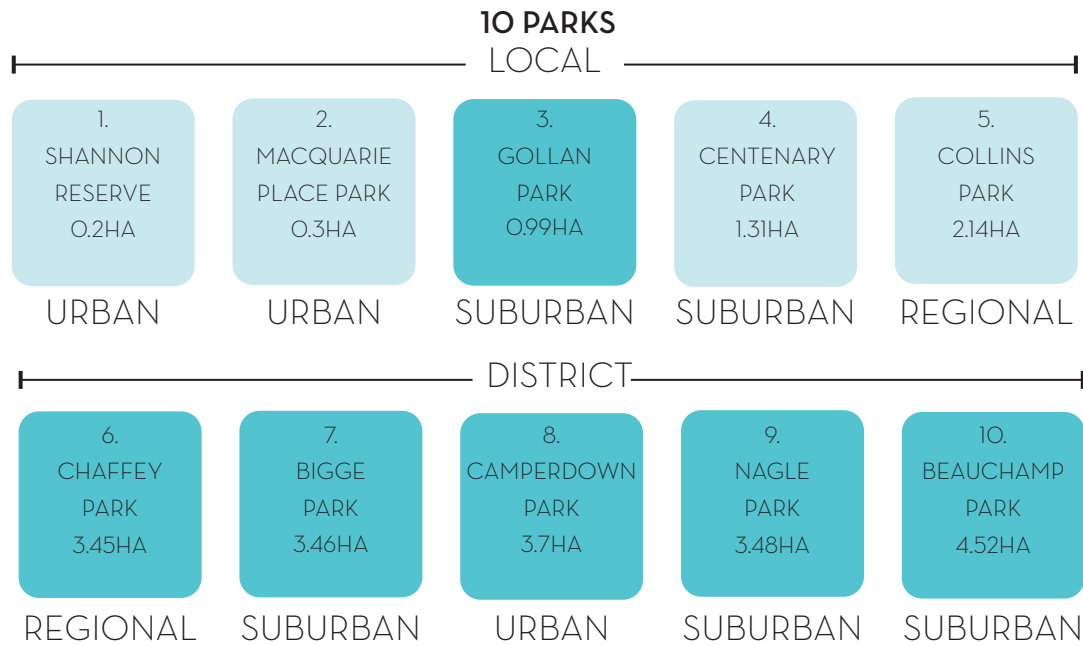 10 PARKS
LOCAL
1.
SHANNON
RESERVE
0.2HA
2.
MACQUARIE
PLACE PARK
0.3HA
3.
GOLLAN
PARK
0.99HA
4.
CENTENARY
PARK
1.31HA
5.
COLLINS
PARK
2.14HA
URBAN
URBAN
SUBURBAN
SUBURBAN
REGIONAL
DISTRICT
6.
CHAFFEY
PARK
3.45HA
7.
BIGGE
PARK
3.46HA
8.
CAMPERDOWN
PARK
3.7HA
9.
NAGLE
PARK
3.48HA
10.
BEAUCHAMP
PARK
4.52HA
REGIONAL
SUBURBAN
URBAN
SUBURBAN
SUBURBAN